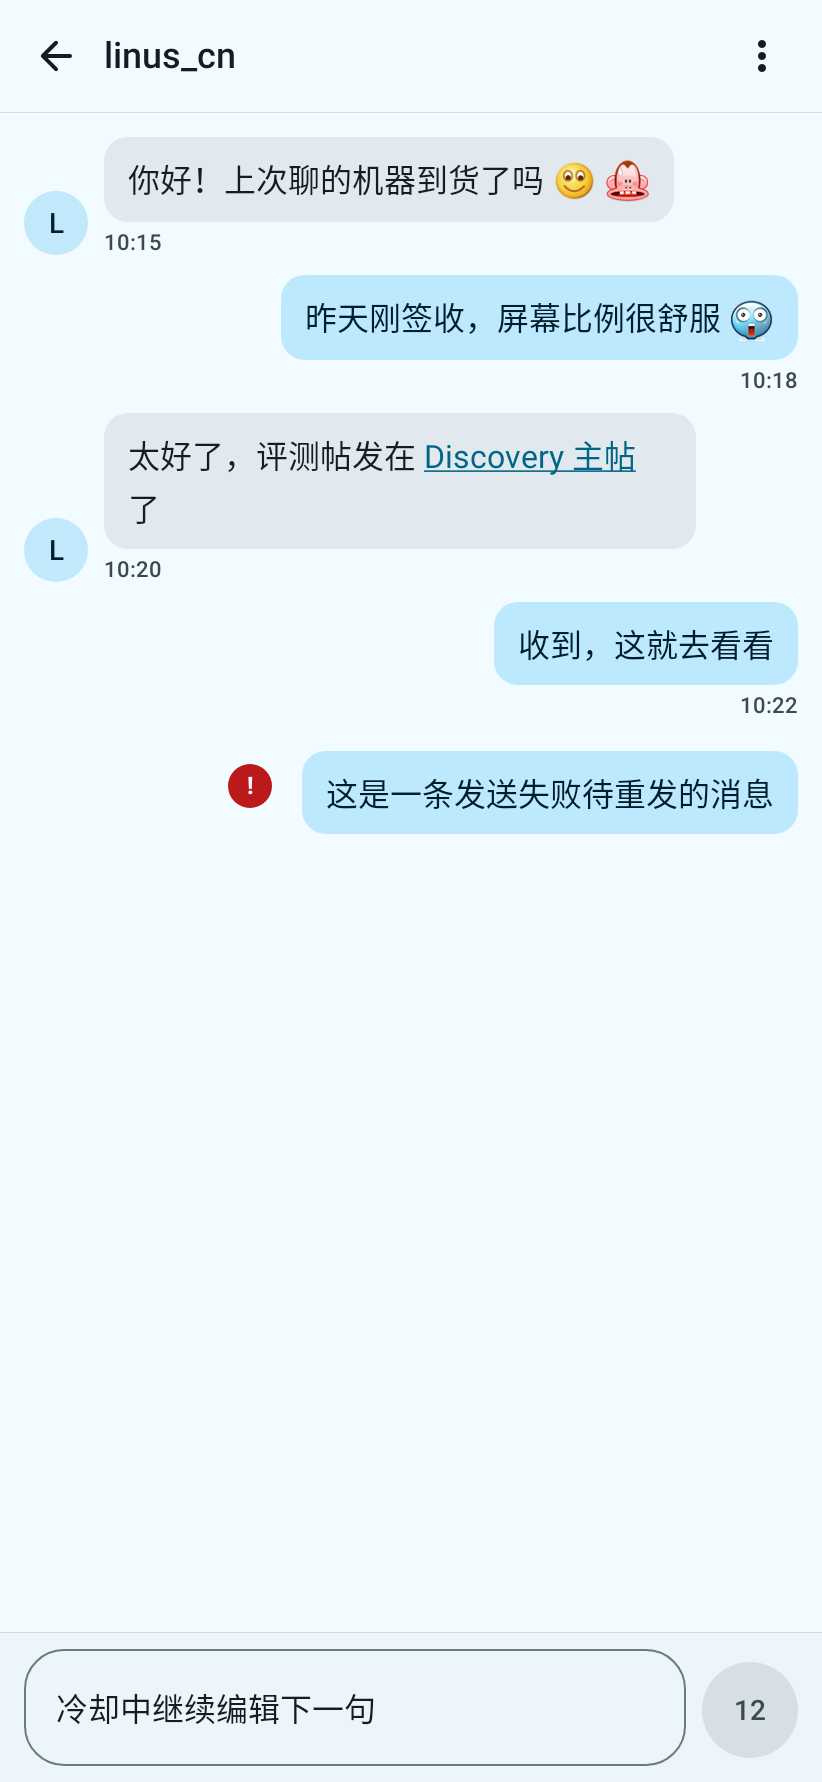 linus_cn
你好！上次聊的机器到货了吗
L
10:15
昨天刚签收，屏幕比例很舒服
10:18
太好了，评测帖发在 Discovery 主帖
了
L
10:20
收到，这就去看看
10:22
!
这是一条发送失败待重发的消息
冷却中继续编辑下一句
12